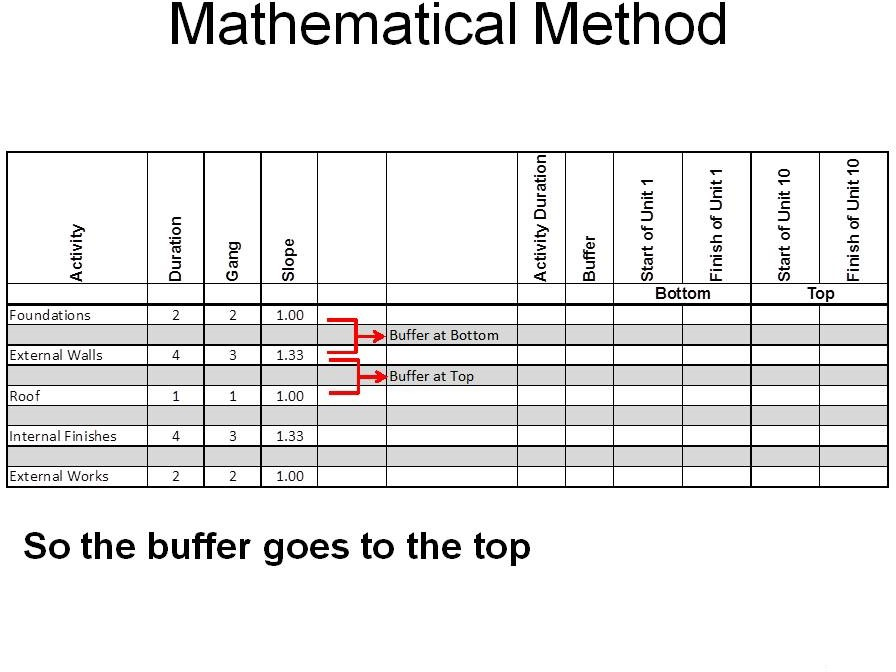 Mathematical Method
Activity Duration Gang Slope Activity Duration Buffer Start of Unit 1 Finish of Unit 1 Start of Unit 10 Finish of Unit 10
Bottom Top
Foundations 2 2 1.00
Buffer at Bottom
External Walls 4 3 1.33
Buffer at Top
Roof 1 1 1.00
Internal Finishes 4 3 1.33
External Works 2 2 1.00
So the buffer goes to the top